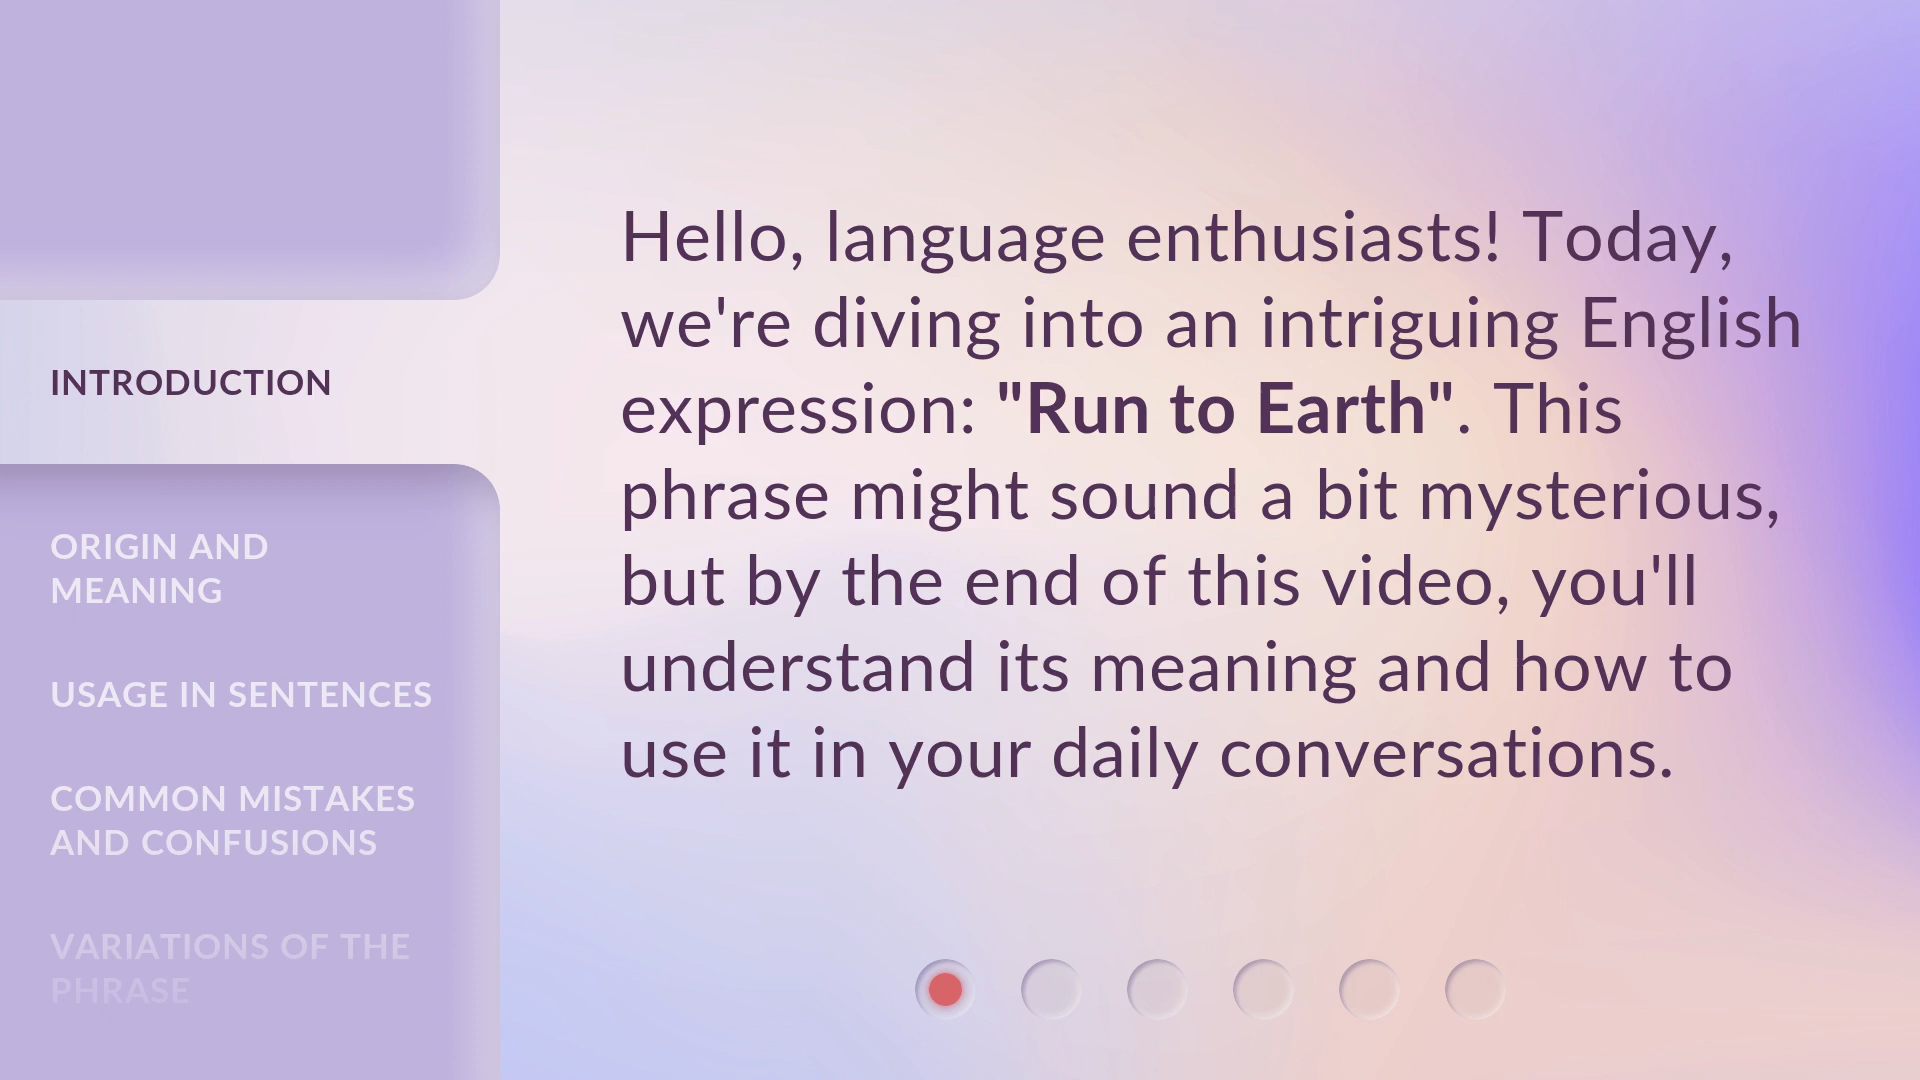 INTRODUCTION
ORIGIN AND
MEANING
USAGE IN SENTENCES
COMMON MISTAKES
AND CONFUSIONS
VARIATIONS OF THE
PHRASE
Hello, language enthusiasts! Today,
we're diving into an intriguing English
expression: "Run to Earth". This
phrase might sound a bit mysterious,
but by the end of this video, you'll
understand its meaning and how to
use it in your daily conversations.